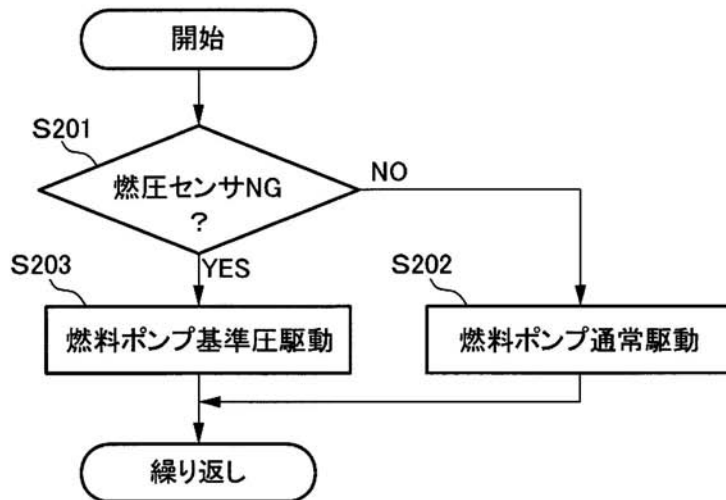 開始
S201
燃圧センサNG
?
NO
YES
S203
燃料ポンプ基準圧駆動
S202
燃料ポンプ通常駆動
繰り返し